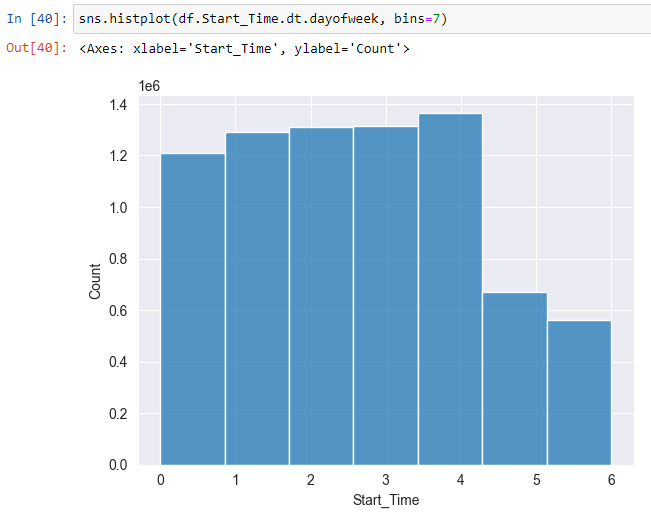 In [40]: sns.histplot(df.Start_Time.dt.dayofweek, bins=7)
Out[40]: <Axes: xlabel='Start_Time', ylabel='Count'>
1e6
1.4
1.2
1.0
0.8
0.6
0.4
0.2
0.0
Count
0 1 2 3 4 5 6
Start_Time